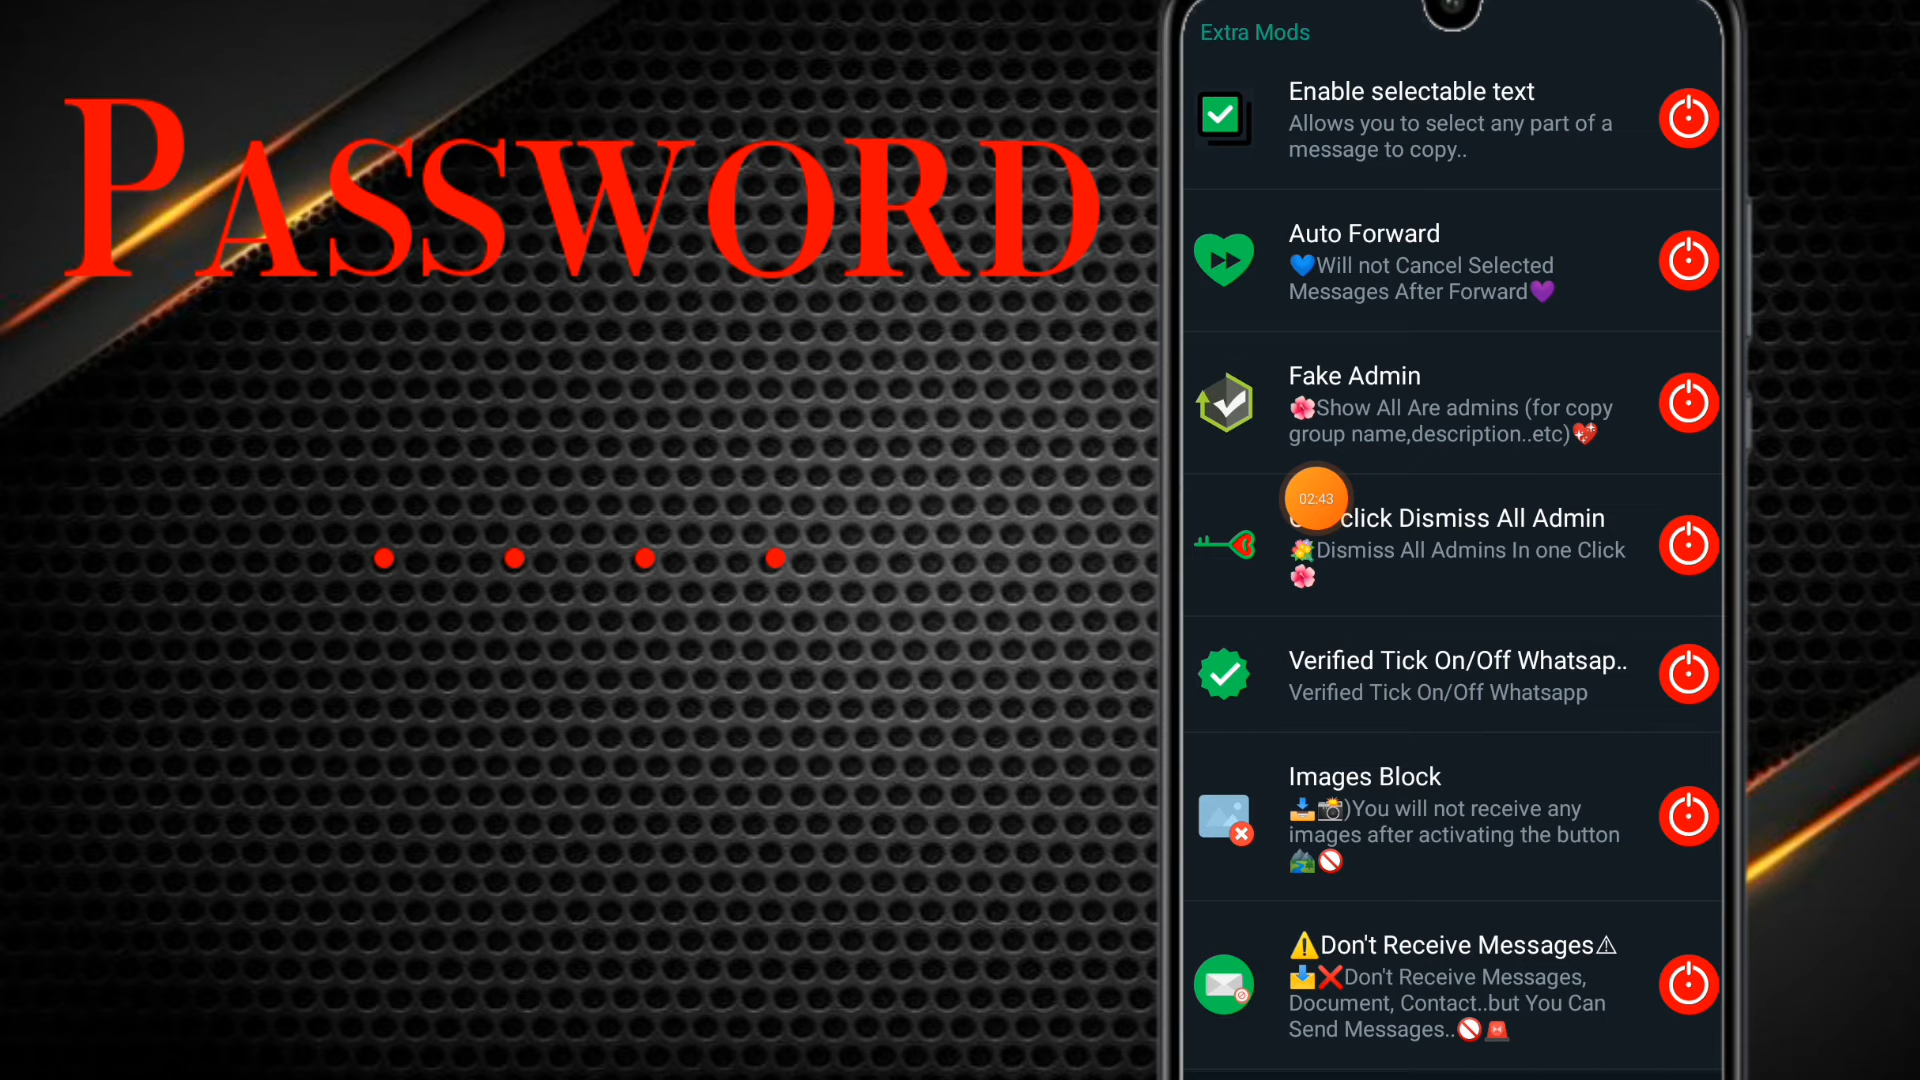 PASSWORD
Extra Mods
Enable selectable text
Allows you to select any part of a
message to copy..
Auto Forward
💙Will not Cancel Selected
Messages After Forward💜
Fake Admin
🌺Show All Are admins (for copy
group name,description..etc)💖
02:43
click Dismiss All Admin
💐Dismiss All Admins In one Click
🌺
Verified Tick On/Off Whatsap..
Verified Tick On/Off Whatsapp
Images Block
📥📸)You will not receive any
images after activating the button
🏞🚫
⚠️Don't Receive Messages⚠
📥❌Don't Receive Messages,
Document, Contact..but You Can
Send Messages..🚫🚨